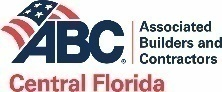 ABC® Associated
Builders and
Contractors
Central Florida